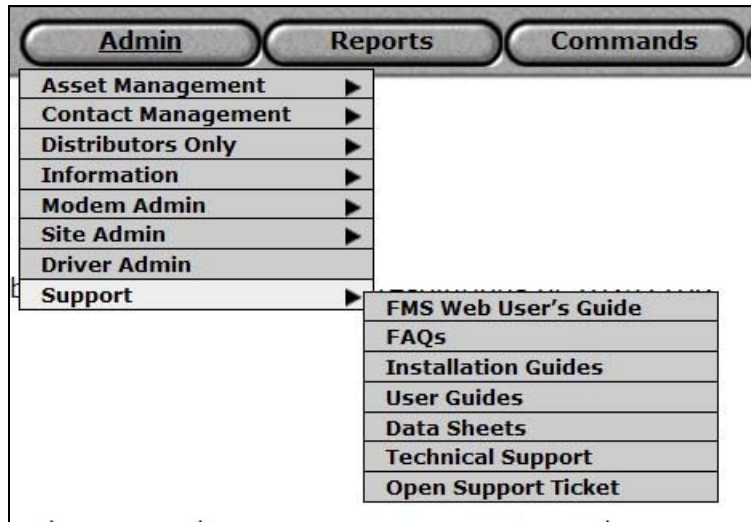 Admin Reports Commands
Asset Management
Contact Management
Distributors Only
Information
Modem Admin
Site Admin
Driver Admin
Support
FMS Web User's Guide
FAQs
Installation Guides
User Guides
Data Sheets
Technical Support
Open Support Ticket